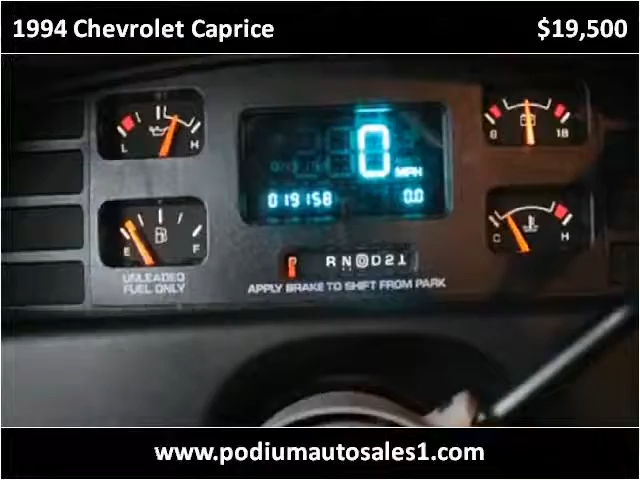 1994 Chevrolet Caprice $19,500
L H
8 18
0 MPH
019158 0.0
E F
C H
P R N D D 2 1
UNLEADED
FUEL ONLY
APPLY BRAKE TO SHIFT FROM PARK
www.podiumautosales1.com